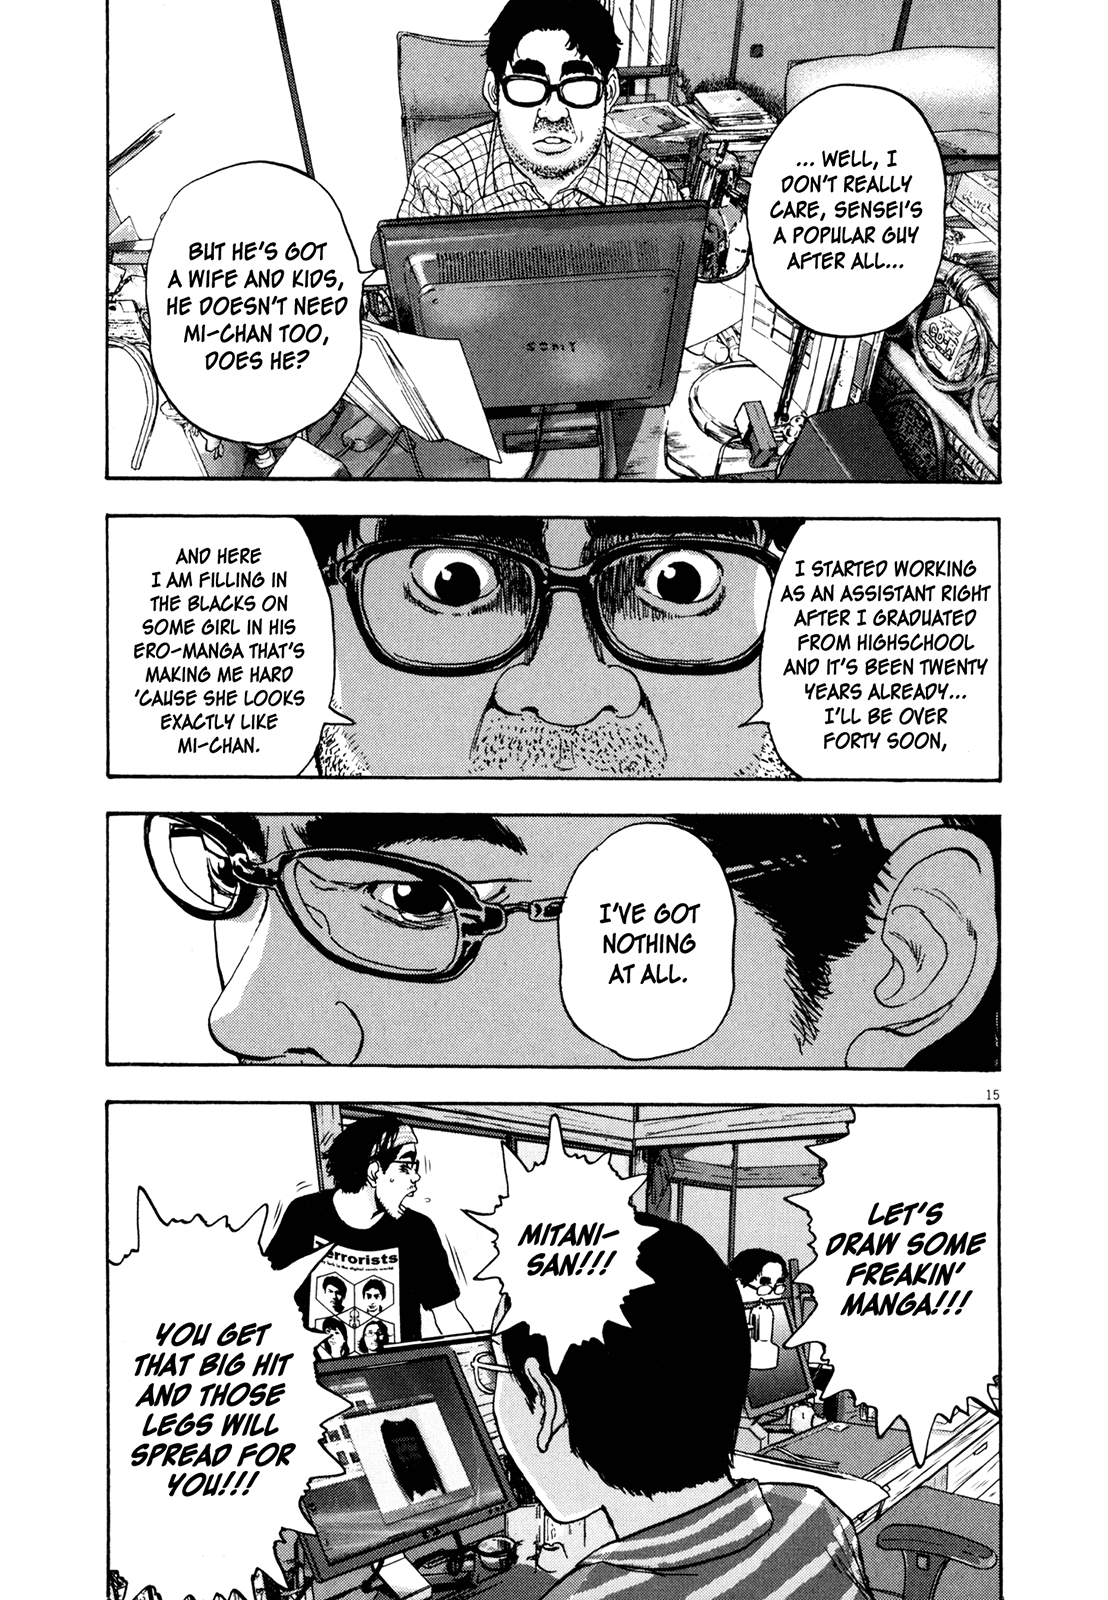 ... WELL, I
DON'T REALLY
CARE, SENSEI'S
A POPULAR GUY
AFTER ALL...
BUT HE'S GOT
A WIFE AND KIDS,
HE DOESN'T NEED
MI-CHAN TOO,
DOES HE?
SONY
I STARTED WORKING
AS AN ASSISTANT RIGHT
AFTER I GRADUATED
FROM HIGHSCHOOL
AND IT'S BEEN TWENTY
YEARS ALREADY...
I'LL BE OVER
FORTY SOON,
AND HERE
I AM FILLING IN
THE BLACKS ON
SOME GIRL IN HIS
ERO-MANGA THAT'S
MAKING ME HARD
'CAUSE SHE LOOKS
EXACTLY LIKE
MI-CHAN.
I'VE GOT
NOTHING
AT ALL.
15
LET'S
DRAW SOME
FREAKIN'
MANGA!!!
MITANI-
SAN!!!
Terrorists
YOU GET
THAT BIG HIT
AND THOSE
LEGS WILL
SPREAD FOR
YOU!!!